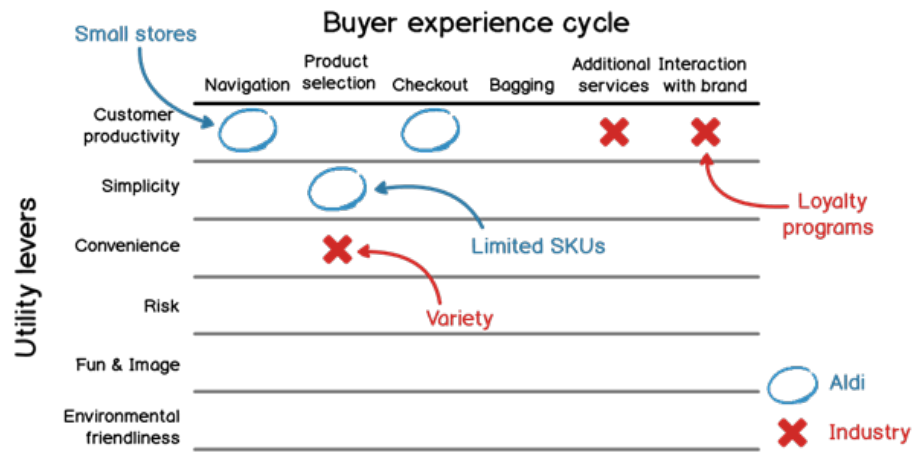 Buyer experience cycle
Small stores
Navigation
Product
selection
Checkout
Bagging
Additional
services
Interaction
with brand
Utility levers
Customer
productivity
Simplicity
Convenience
Risk
Fun & Image
Environmental
friendliness
Limited SKUs
Variety
Loyalty
programs
Aldi
Industry